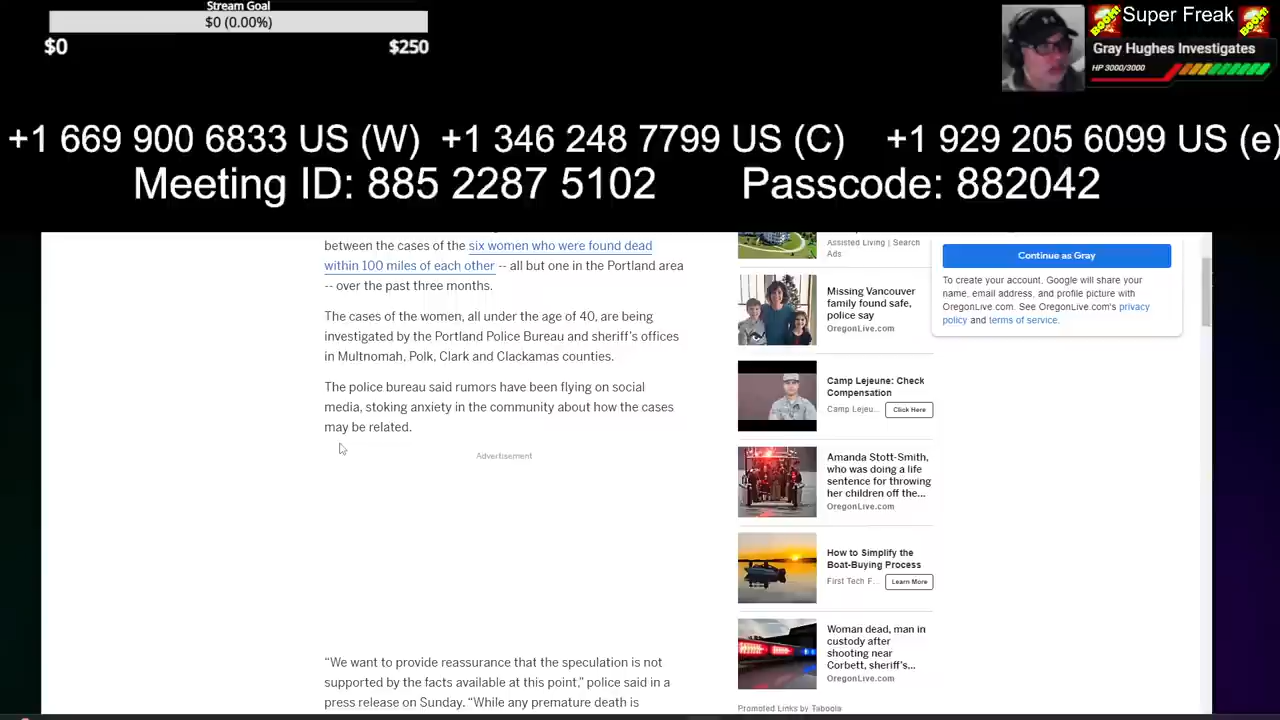 Stream Goal
$0 (0.00%)
$0
$250
BOOM!
Super Freak
BOOM!
Gray Hughes Investigates
HP 3000/3000
+1 669 900 6833 US (W) +1 346 248 7799 US (C) +1 929 205 6099 US (e)
Meeting ID: 885 2287 5102 Passcode: 882042
between the cases of the six women who were found dead
within 100 miles of each other -- all but one in the Portland area
-- over the past three months.
The cases of the women, all under the age of 40, are being
investigated by the Portland Police Bureau and sheriff's offices
in Multnomah, Polk, Clark and Clackamas counties.
The police bureau said rumors have been flying on social
media, stoking anxiety in the community about how the cases
may be related.
Advertisement
“We want to provide reassurance that the speculation is not
supported by the facts available at this point,” police said in a
press release on Sunday. “While any premature death is
Assisted Living | Search
Ads
Missing Vancouver
family found safe,
police say
OregonLive.com
Camp Lejeune: Check
Compensation
Camp Lejeu...
Click Here
Amanda Stott-Smith,
who was doing a life
sentence for throwing
her children off the...
OregonLive.com
How to Simplify the
Boat-Buying Process
First Tech F...
Learn More
Woman dead, man in
custody after
shooting near
Corbett, sheriff's...
OregonLive.com
Promoted Links by Taboola
Continue as Gray
To create your account, Google will share your
name, email address, and profile picture with
OregonLive.com. See OregonLive.com's privacy
policy and terms of service.